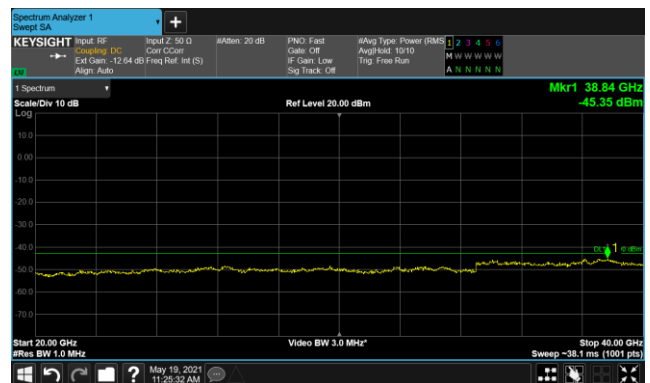 Spectrum Analyzer 1
Swept SA
+
KEYSIGHT Input: RF Input Z: 50 Ω #Atten: 20 dB PNO: Fast #Avg Type: Power (RMS 1 2 3 4 5 6
Coupling: DC Corr CCorr Gate: Off Avg|Hold: 10/10 M W W W W W
Ext Gain: -12.64 dB Freq Ref: Int (S) IF Gain: Low Trig: Free Run
Align: Auto Sig Track: Off A N N N N N
1 Spectrum Mkr1 38.84 GHz
Scale/Div 10 dB Ref Level 20.00 dBm -45.35 dBm
Log
10.0
0.00
-10.0
-20.0
-30.0
-40.0
1
-50.0
-60.0
-70.0
Start 20.00 GHz Video BW 3.0 MHz* Stop 40.00 GHz
#Res BW 1.0 MHz Sweep ~38.1 ms (1001 pts)
? May 19, 2021
11:25:32 AM